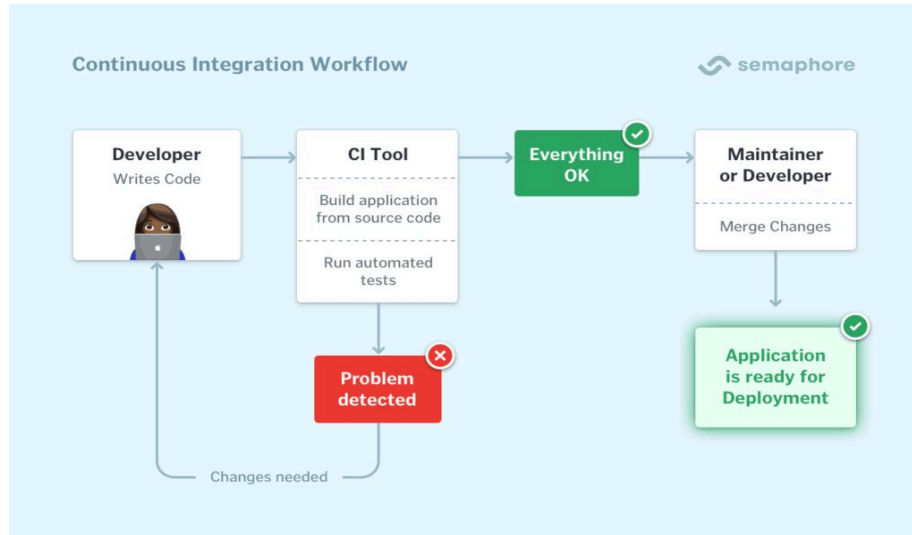 Continuous Integration Workflow
semaphore
Developer
Writes Code
CI Tool
Build application
from source code
Run automated
tests
Everything
OK
Maintainer
or Developer
Merge Changes
Problem
detected
Changes needed
Application
is ready for
Deployment